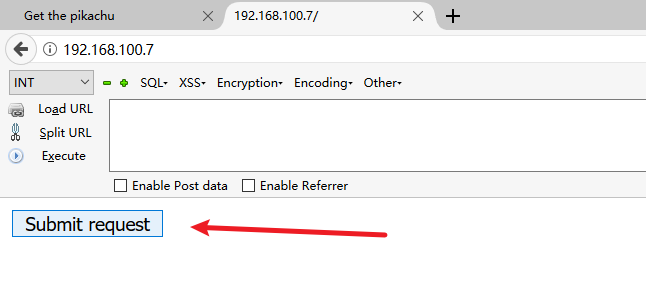 Get the pikachu 192.168.100.7/
192.168.100.7
INT SQL XSS Encryption Encoding Other
Load URL
Split URL
Execute
Enable Post data Enable Referrer
Submit request